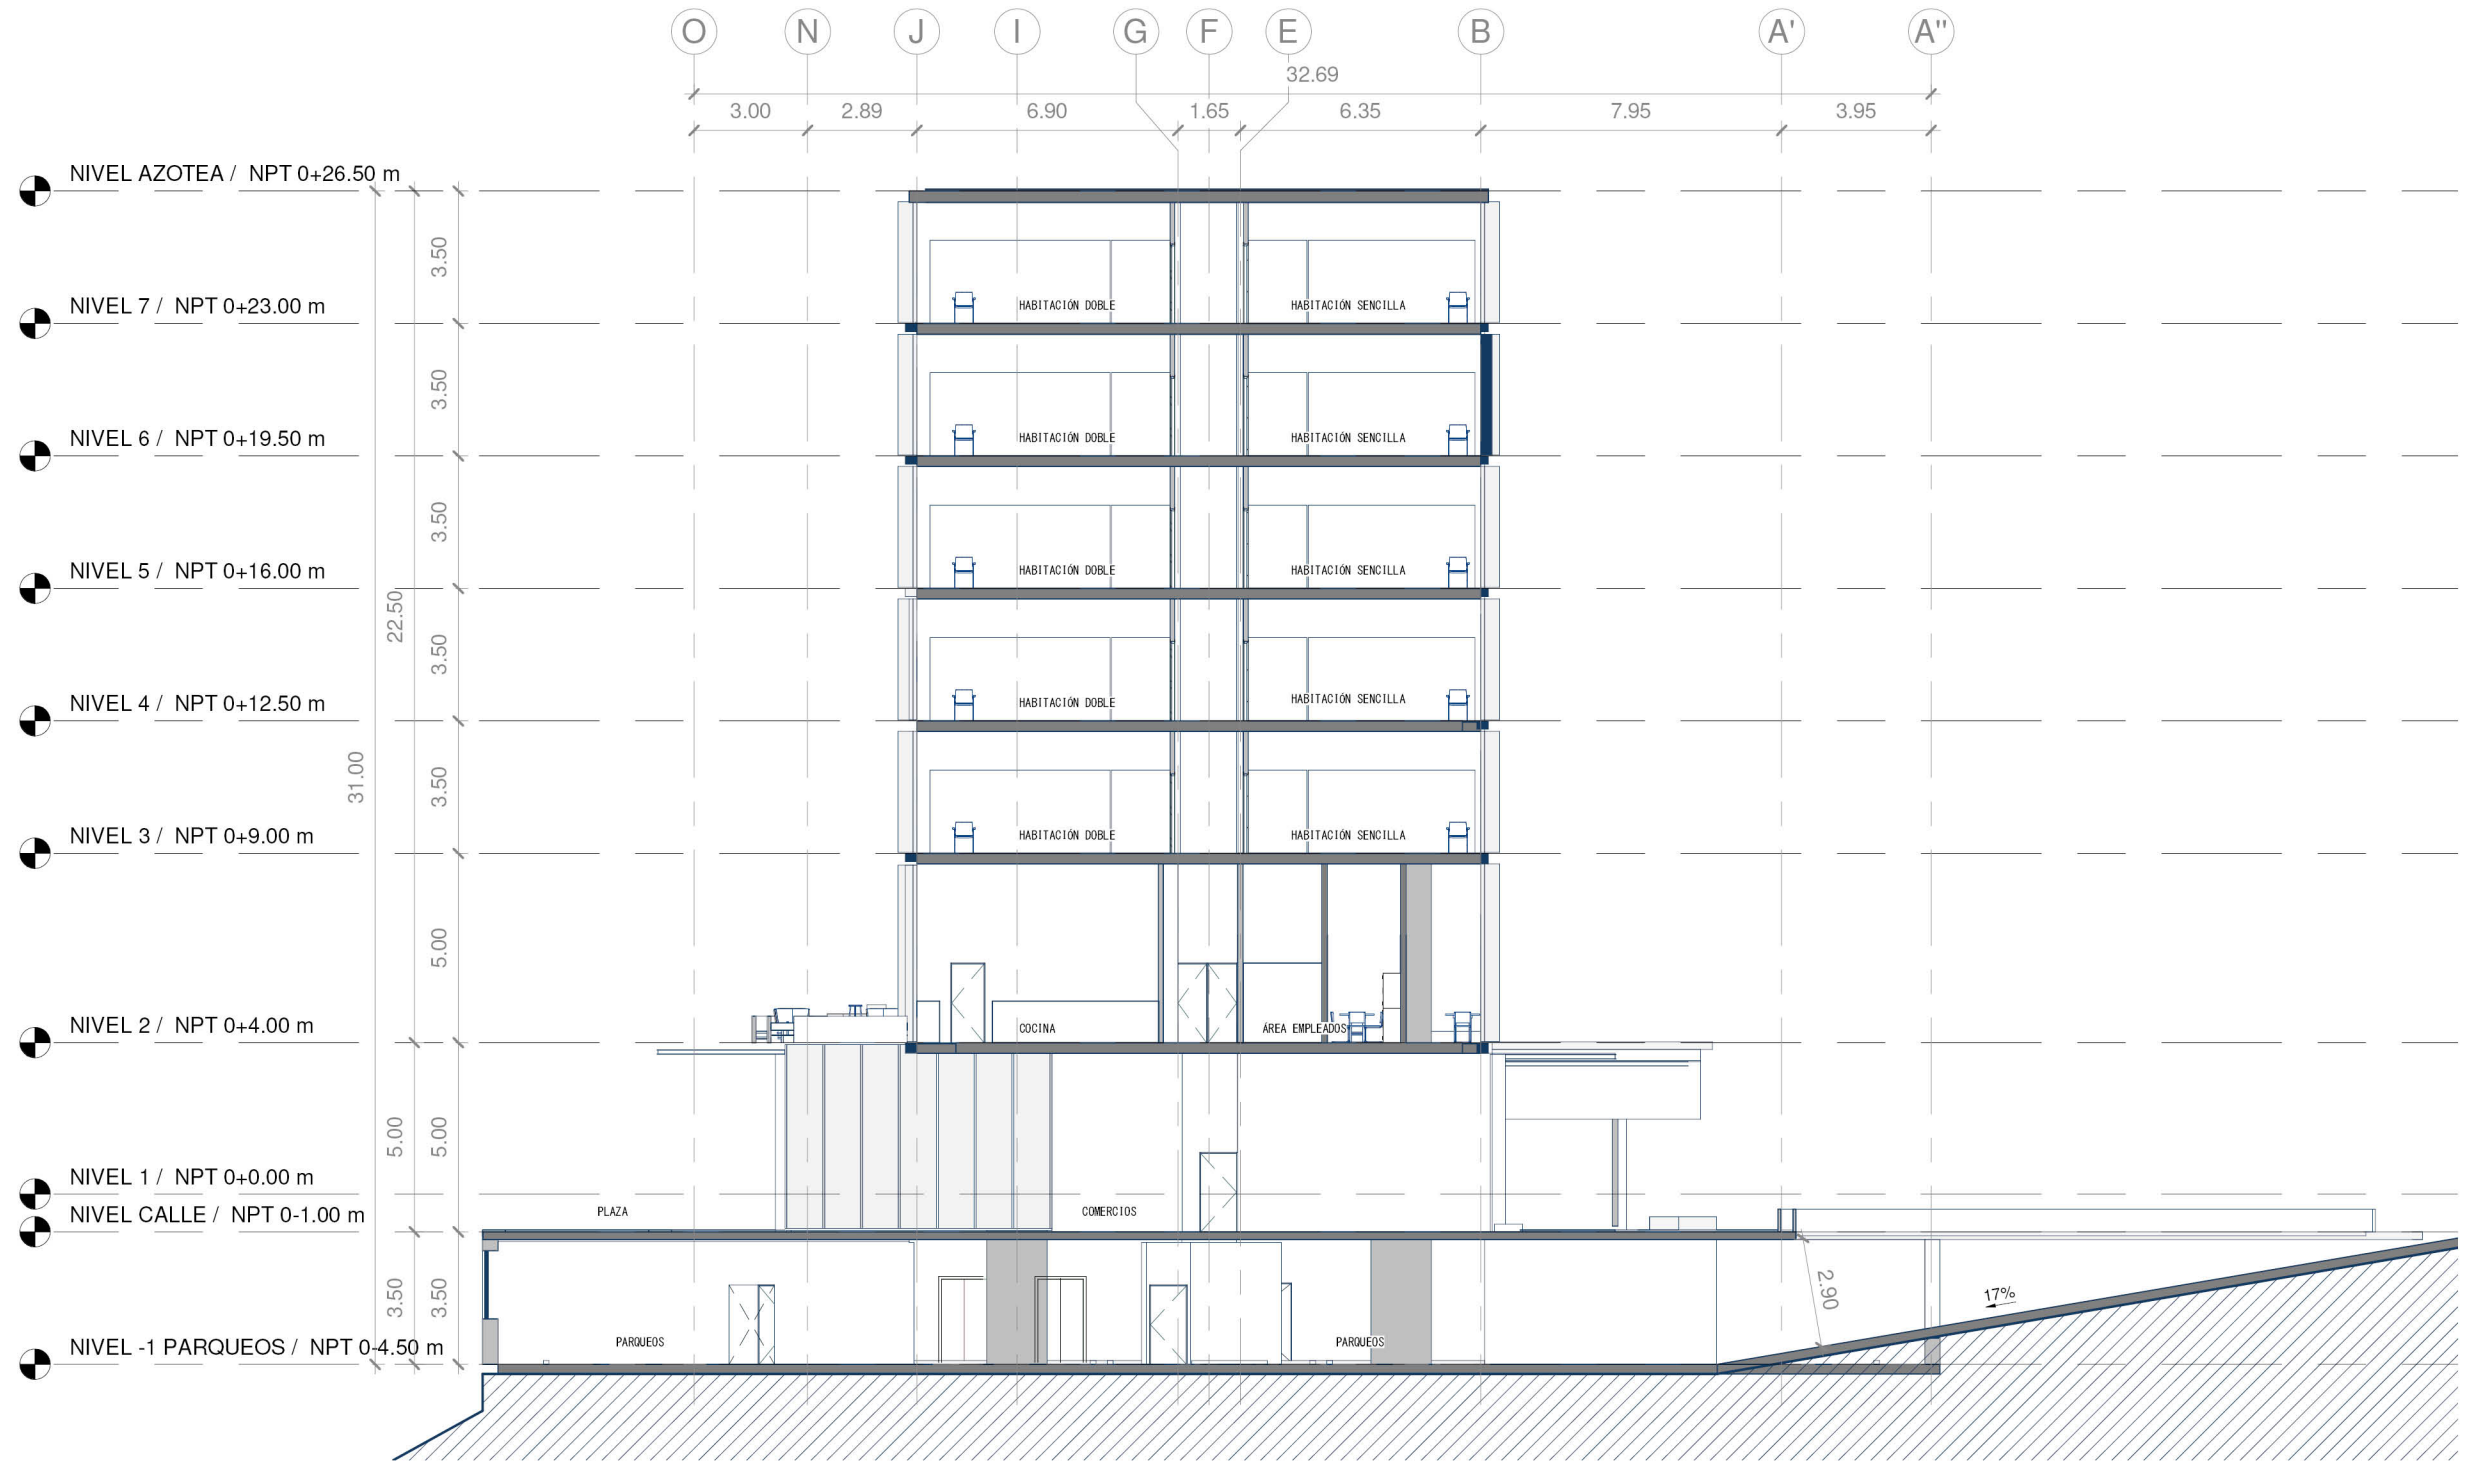 O N J I G F E B A' A"
32.69
3.00 2.89 6.90 1.65 6.35 7.95 3.95
NIVEL AZOTEA / NPT 0+26.50 m
3.50
NIVEL 7 / NPT 0+23.00 m
HABITACIÓN DOBLE HABITACIÓN SENCILLA
3.50
NIVEL 6 / NPT 0+19.50 m
HABITACIÓN DOBLE HABITACIÓN SENCILLA
3.50
NIVEL 5 / NPT 0+16.00 m
HABITACIÓN DOBLE HABITACIÓN SENCILLA
22.50
3.50
NIVEL 4 / NPT 0+12.50 m
HABITACIÓN DOBLE HABITACIÓN SENCILLA
31.00
3.50
NIVEL 3 / NPT 0+9.00 m
HABITACIÓN DOBLE HABITACIÓN SENCILLA
5.00
NIVEL 2 / NPT 0+4.00 m
COCINA ÁREA EMPLEADOS
5.00 5.00
NIVEL 1 / NPT 0+0.00 m
NIVEL CALLE / NPT 0-1.00 m
PLAZA COMERCIOS
3.50 3.50
2.90
17%
NIVEL -1 PARQUEOS / NPT 0-4.50 m
PARQUEOS PARQUEOS